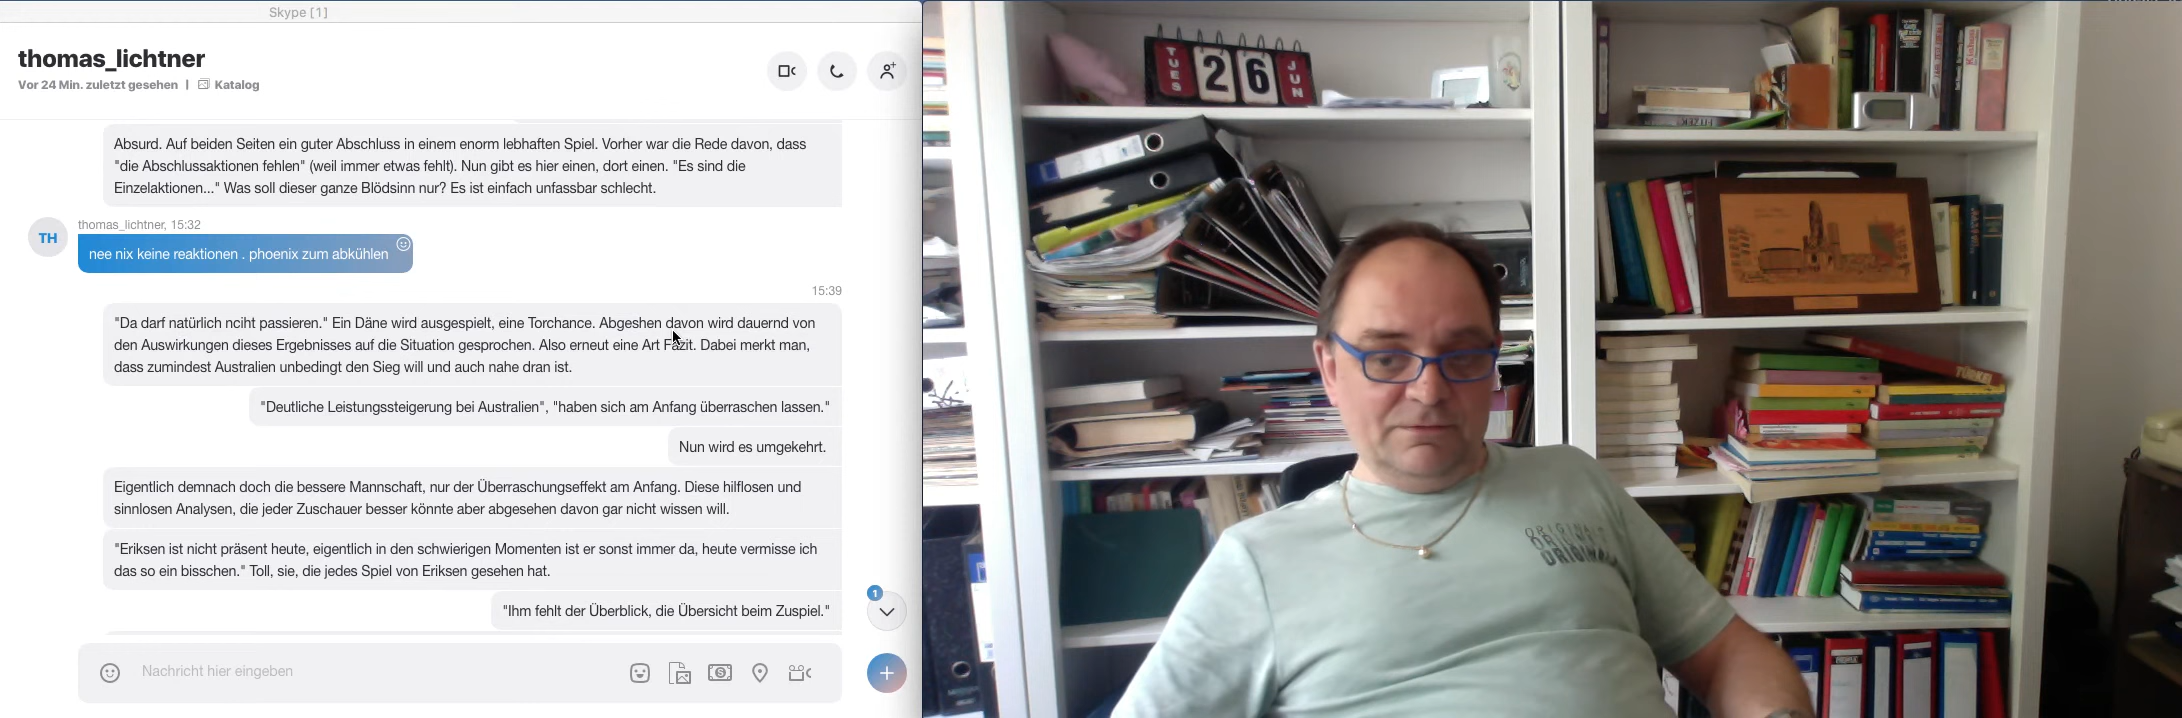 Skype [1]
thomas_lichtner
Vor 24 Min. zuletzt gesehen | Katalog
Absurd. Auf beiden Seiten ein guter Abschluss in einem enorm lebhaften Spiel. Vorher war die Rede davon, dass
"die Abschlussaktionen fehlen" (weil immer etwas fehlt). Nun gibt es hier einen, dort einen. "Es sind die
Einzelaktionen..." Was soll dieser ganze Blödsinn nur? Es ist einfach unfassbar schlecht.
thomas_lichtner, 15:32
TH
nee nix keine reaktionen . phoenix zum abkühlen
15:39
"Da darf natürlich nciht passieren." Ein Däne wird ausgespielt, eine Torchance. Abgeshen davon wird dauernd von
den Auswirkungen dieses Ergebnisses auf die Situation gesprochen. Also erneut eine Art Fazit. Dabei merkt man,
dass zumindest Australien unbedingt den Sieg will und auch nahe dran ist.
"Deutliche Leistungssteigerung bei Australien", "haben sich am Anfang überraschen lassen."
Nun wird es umgekehrt.
Eigentlich demnach doch die bessere Mannschaft, nur der Überraschungseffekt am Anfang. Diese hilflosen und
sinnlosen Analysen, die jeder Zuschauer besser könnte aber abgesehen davon gar nicht wissen will.
"Eriksen ist nicht präsent heute, eigentlich in den schwierigen Momenten ist er sonst immer da, heute vermisse ich
das so ein bisschen." Toll, sie, die jedes Spiel von Eriksen gesehen hat.
1
"Ihm fehlt der Überblick, die Übersicht beim Zuspiel."
Nachricht hier eingeben
TUES 26 JUN
TÜRKEI
ORIGINALS
ORIGINALS